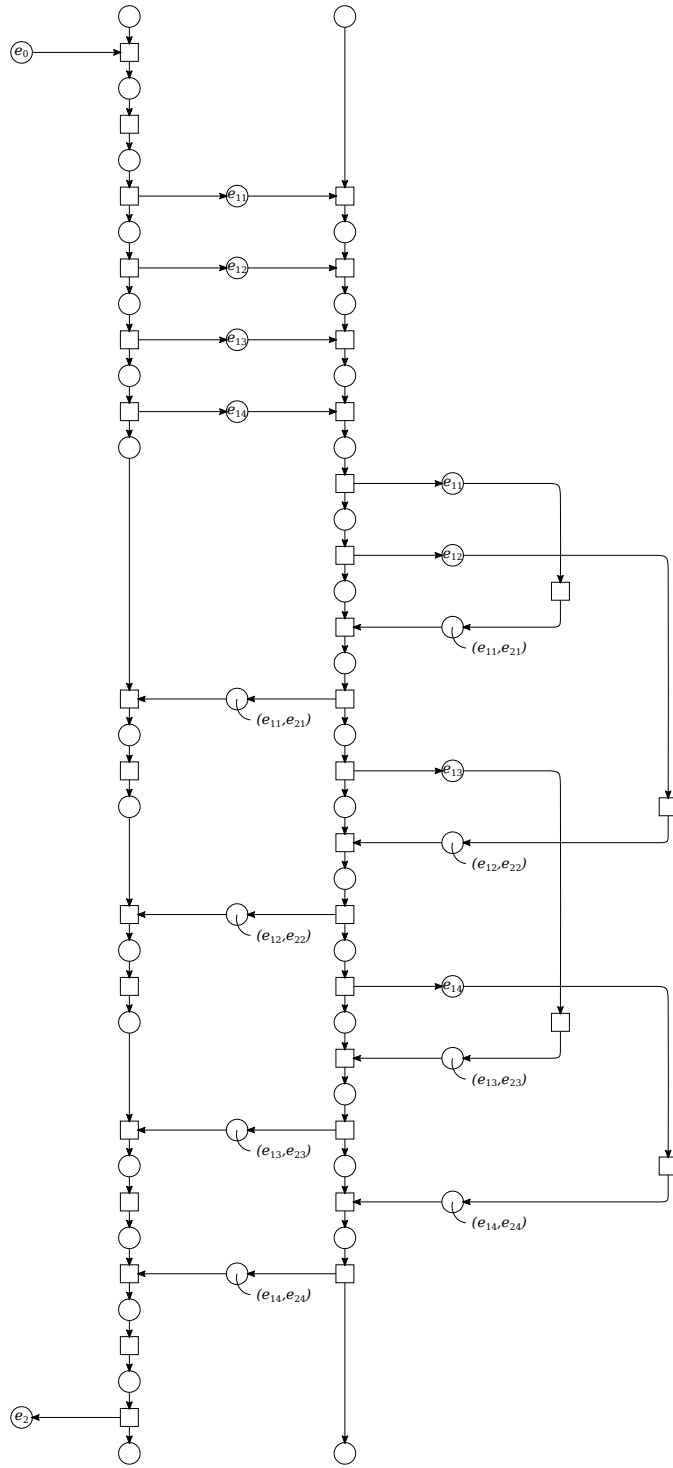 e₀
e₁₁
e₁₂
e₁₃
e₁₄
e₁₁
e₁₂
(e₁₁,e₂₁)
(e₁₁,e₂₁)
e₁₃
(e₁₂,e₂₂)
(e₁₂,e₂₂)
e₁₄
(e₁₃,e₂₃)
(e₁₃,e₂₃)
(e₁₄,e₂₄)
(e₁₄,e₂₄)
e₂